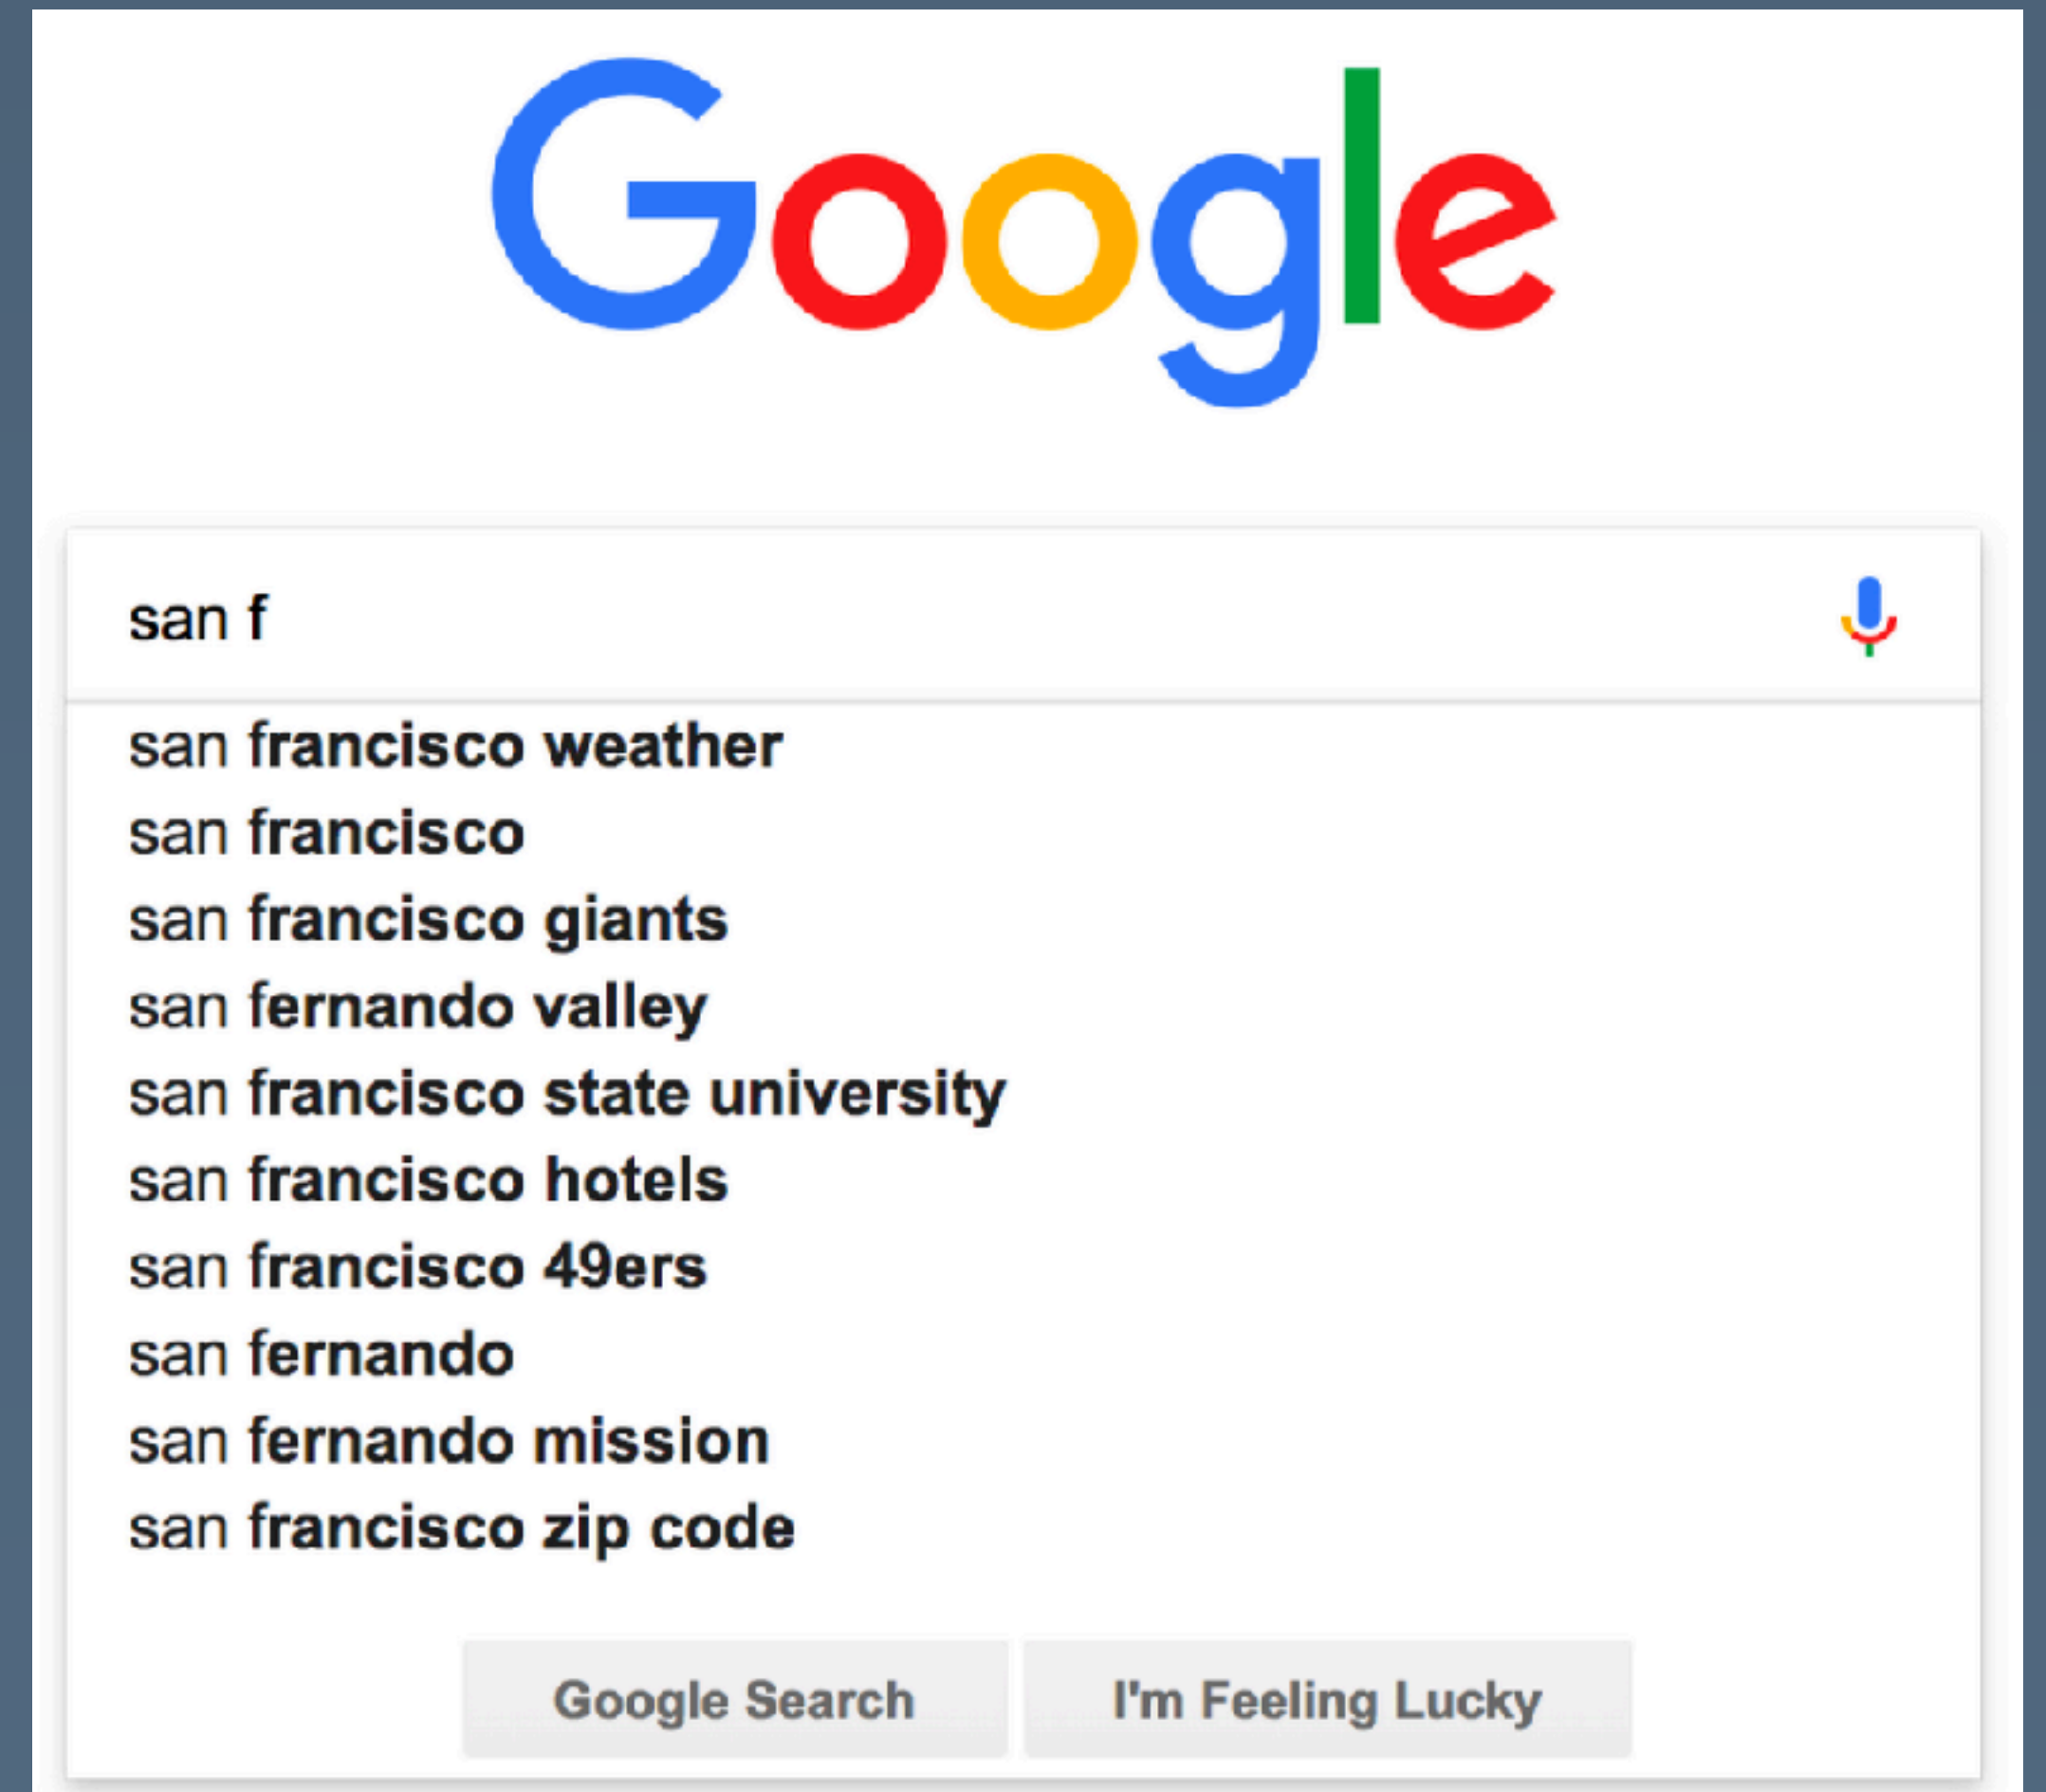 Google
san f
san francisco weather
san francisco
san francisco giants
san fernando valley
san francisco state university
san francisco hotels
san francisco 49ers
san fernando
san fernando mission
san francisco zip code
Google Search I'm Feeling Lucky